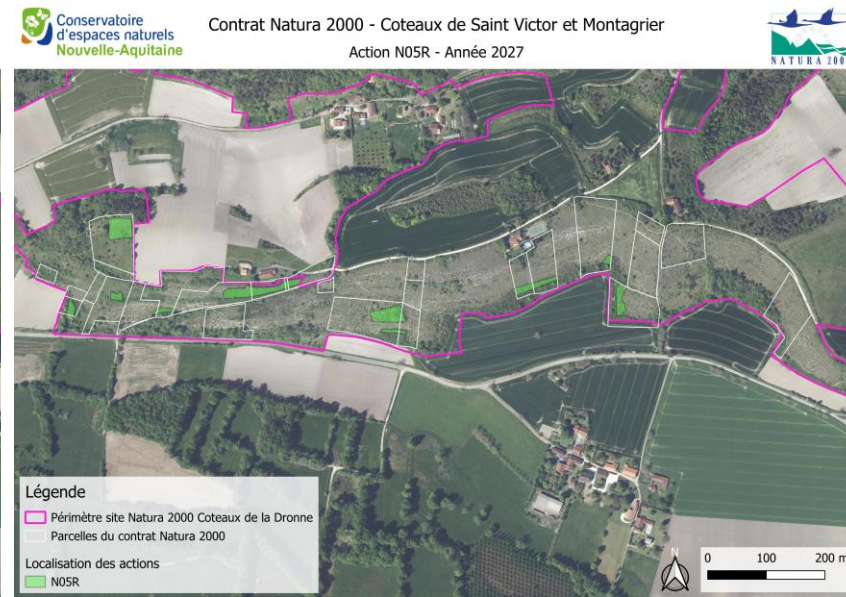 Conservatoire
d'espaces naturels
Nouvelle-Aquitaine
Contrat Natura 2000 - Coteaux de Saint Victor et Montagrier
Action N05R - Année 2027
NATURA 200
Légende
Périmètre site Natura 2000 Coteaux de la Dronne
Parcelles du contrat Natura 2000
Localisation des actions
N05R
N
0 100 200 m